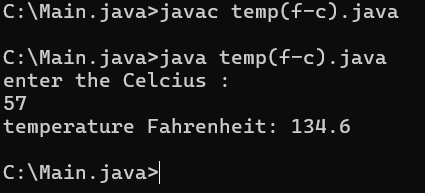 C:\Main.java>javac temp(f-c).java
C:\Main.java>java temp(f-c).java
enter the Celcius :
57
temperature Fahrenheit: 134.6
C:\Main.java>